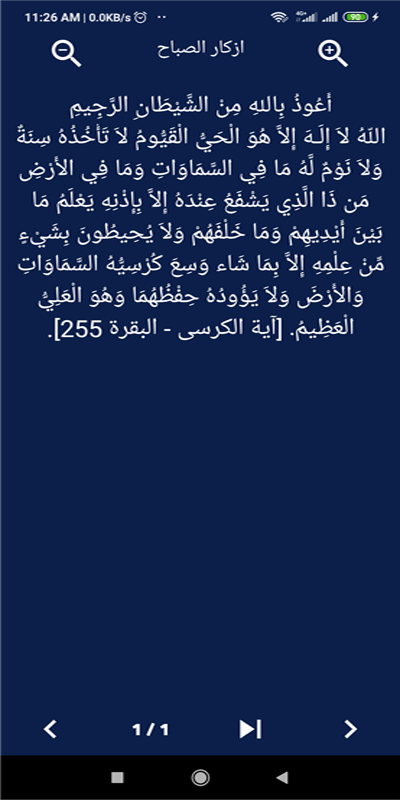 11:26 AM | 0.0KB/s
4G+
90
ازكار الصباح
أعُوذُ بِاللهِ مِنْ الشَّيْطَانِ الرَّجِيمِ
اللّهُ لاَ إِلَـهَ إِلاَّ هُوَ الْحَيُّ الْقَيُّومُ لاَ تَأْخُذُهُ سِنَةٌ
وَلاَ نَوْمٌ لَّهُ مَا فِي السَّمَاوَاتِ وَمَا فِي الأَرْضِ
مَن ذَا الَّذِي يَشْفَعُ عِنْدَهُ إِلاَّ بِإِذْنِهِ يَعْلَمُ مَا
بَيْنَ أَيْدِيهِمْ وَمَا خَلْفَهُمْ وَلاَ يُحِيطُونَ بِشَيْءٍ
مِّنْ عِلْمِهِ إِلاَّ بِمَا شَاء وَسِعَ كُرْسِيُّهُ السَّمَاوَاتِ
وَالأَرْضَ وَلاَ يَؤُودُهُ حِفْظُهُمَا وَهُوَ الْعَلِيُّ
الْعَظِيمُ. [آية الكرسى - البقرة 255].
1 / 1